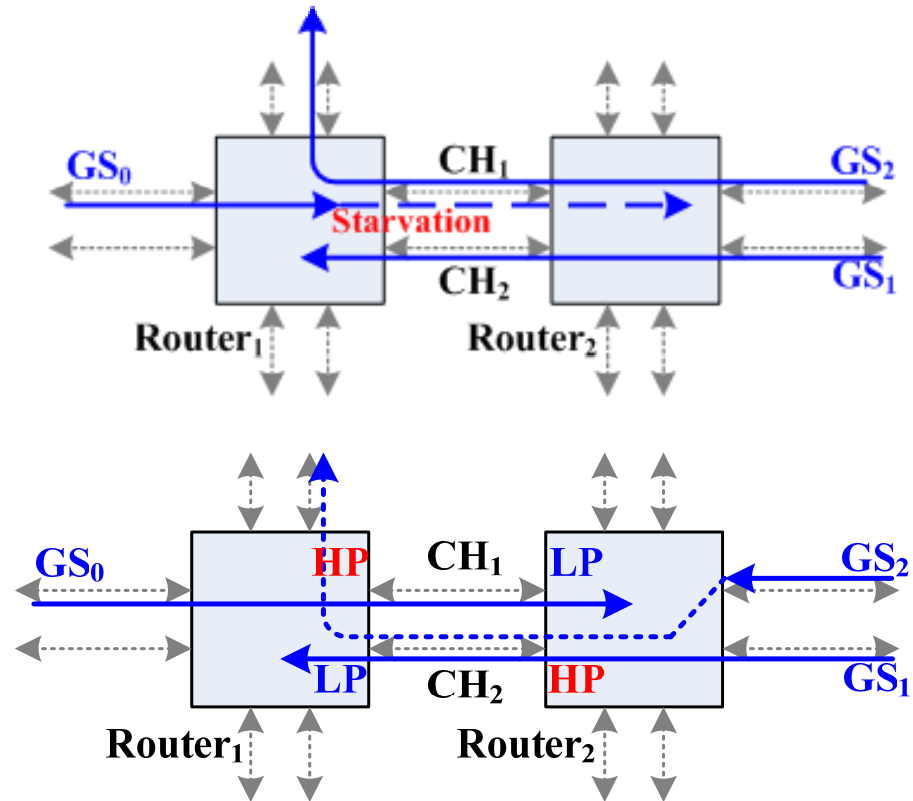 GS₀ CH₁ GS₂
Starvation
CH₂ GS₁
Router₁ Router₂
HP CH₁ LP GS₂
GS₀
LP CH₂ HP GS₁
Router₁ Router₂